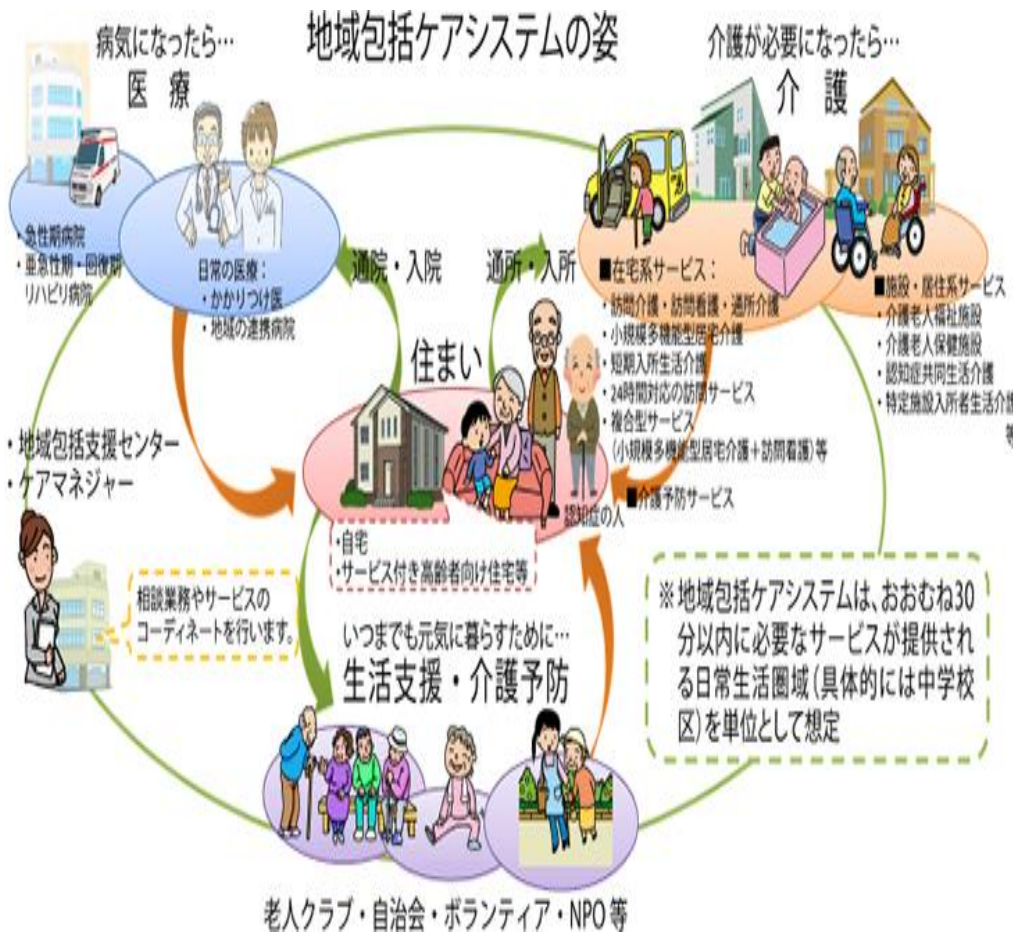 地域包括ケアシステムの姿
病気になったら…
医 療
・急性期病院
・亜急性期・回復期
リハビリ病院
日常の医療：
・かかりつけ医
・地域の連携病院
通院・入院
通所・入所
介護が必要になったら…
介 護
■在宅系サービス：
・訪問介護・訪問看護・通所介護
・小規模多機能型居宅介護
・短期入所生活介護
・24時間対応の訪問サービス
・複合型サービス
(小規模多機能型居宅介護＋訪問看護)等
■介護予防サービス
■施設・居住系サービス
・介護老人福祉施設
・介護老人保健施設
・認知症共同生活介護
・特定施設入所者生活介護
等
住まい
認知症の人
・自宅
・サービス付き高齢者向け住宅等
・地域包括支援センター
・ケアマネジャー
相談業務やサービスの
コーディネートを行います。
いつまでも元気に暮らすために…
生活支援・介護予防
老人クラブ・自治会・ボランティア・NPO 等
※地域包括ケアシステムは、おおむね30
分以内に必要なサービスが提供され
る日常生活圏域(具体的には中学校
区)を単位として想定